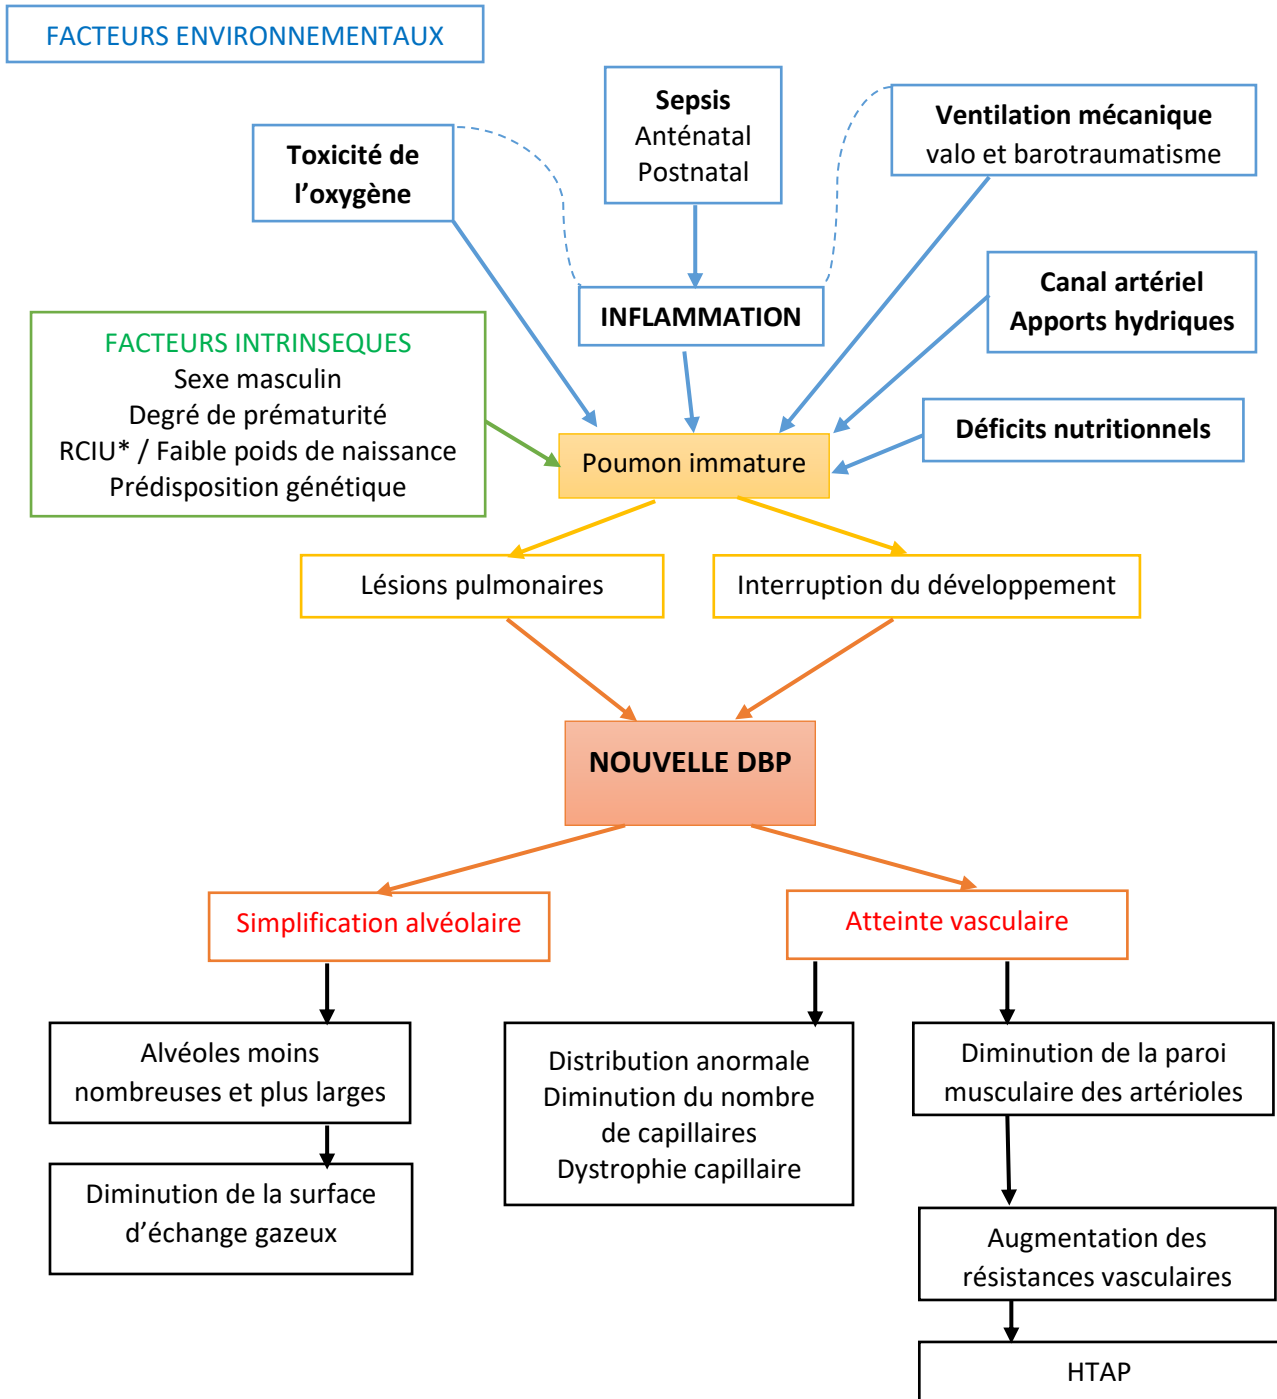 FACTEURS ENVIRONNEMENTAUX
Sepsis
Anténatal
Postnatal
Ventilation mécanique
valo et barotraumatisme
Toxicité de
l’oxygène
Canal artériel
Apports hydriques
INFLAMMATION
FACTEURS INTRINSEQUES
Sexe masculin
Degré de prématurité
RCIU* / Faible poids de naissance
Prédisposition génétique
Déficits nutritionnels
Poumon immature
Lésions pulmonaires
Interruption du développement
NOUVELLE DBP
Simplification alvéolaire
Atteinte vasculaire
Alvéoles moins
nombreuses et plus larges
Distribution anormale
Diminution du nombre
de capillaires
Dystrophie capillaire
Diminution de la paroi
musculaire des artérioles
Diminution de la surface
d’échange gazeux
Augmentation des
résistances vasculaires
HTAP